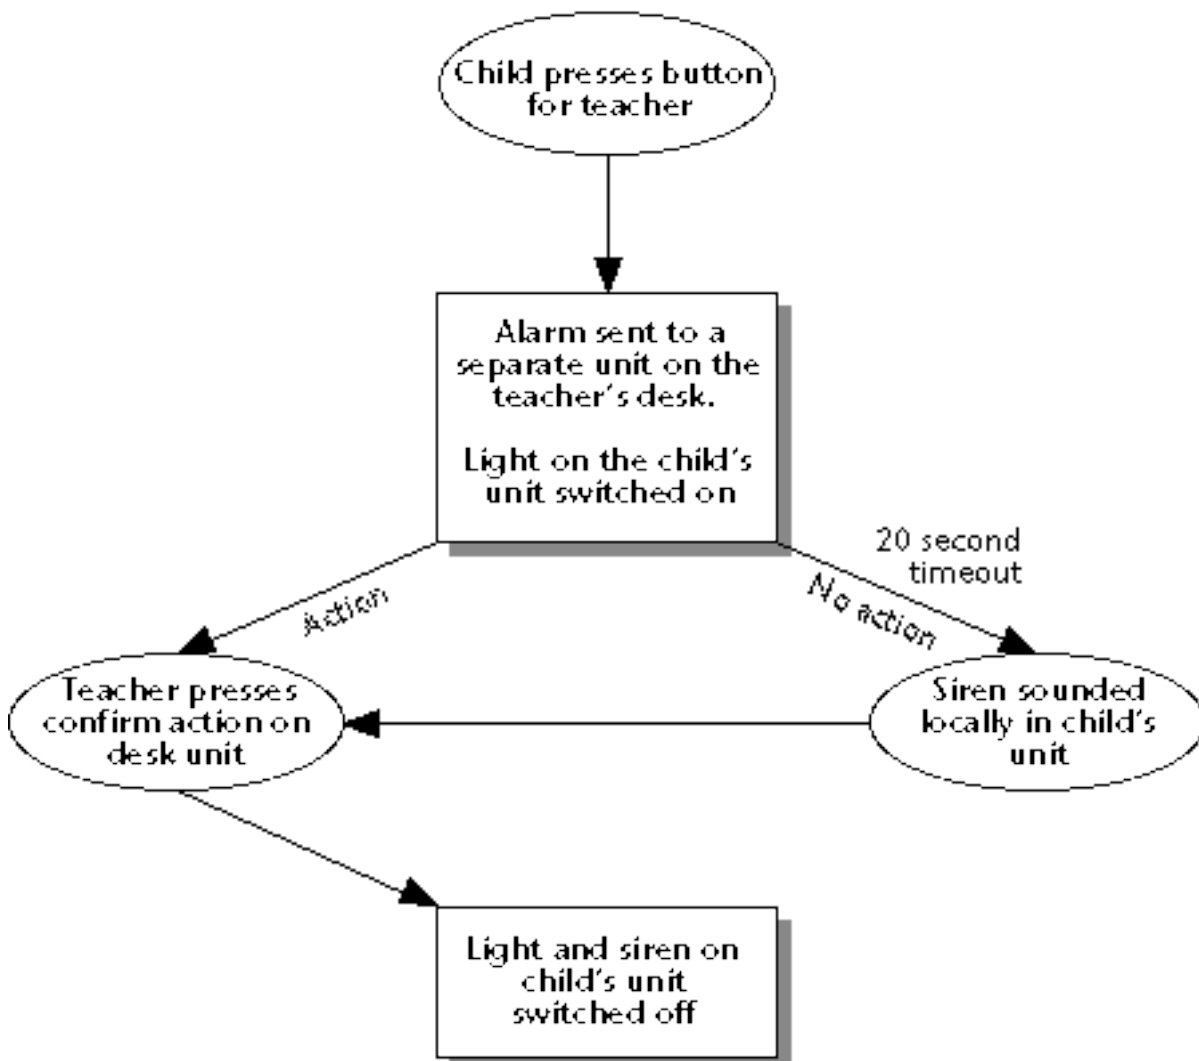 Child presses button
for teacher
Alarm sent to a
separate unit on the
teacher's desk.
Light on the child's
unit switched on
20 second
timeout
Action
No action
Teacher presses
confirm action on
desk unit
Siren sounded
locally in child's
unit
Light and siren on
child's unit
switched off